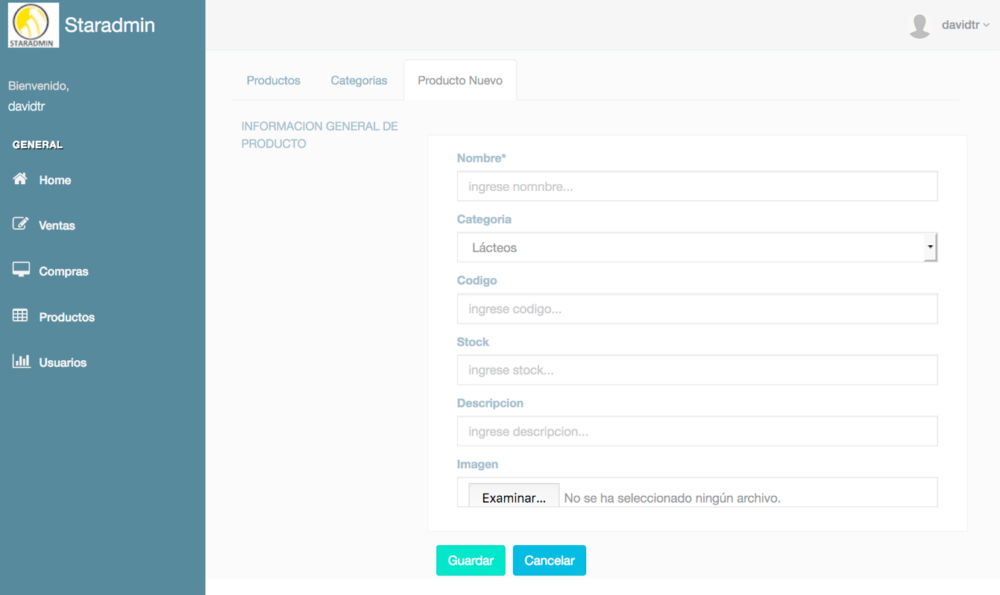 STARADMIN
Staradmin
davidtr
Bienvenido,
davidtr
GENERAL
Home
Ventas
Compras
Productos
Usuarios
Productos
Categorias
Producto Nuevo
INFORMACION GENERAL DE
PRODUCTO
Nombre*
ingrese nomnbre...
Categoria
Lácteos
Codigo
ingrese codigo...
Stock
ingrese stock...
Descripcion
ingrese descripcion...
Imagen
Examinar... No se ha seleccionado ningún archivo.
Guardar
Cancelar